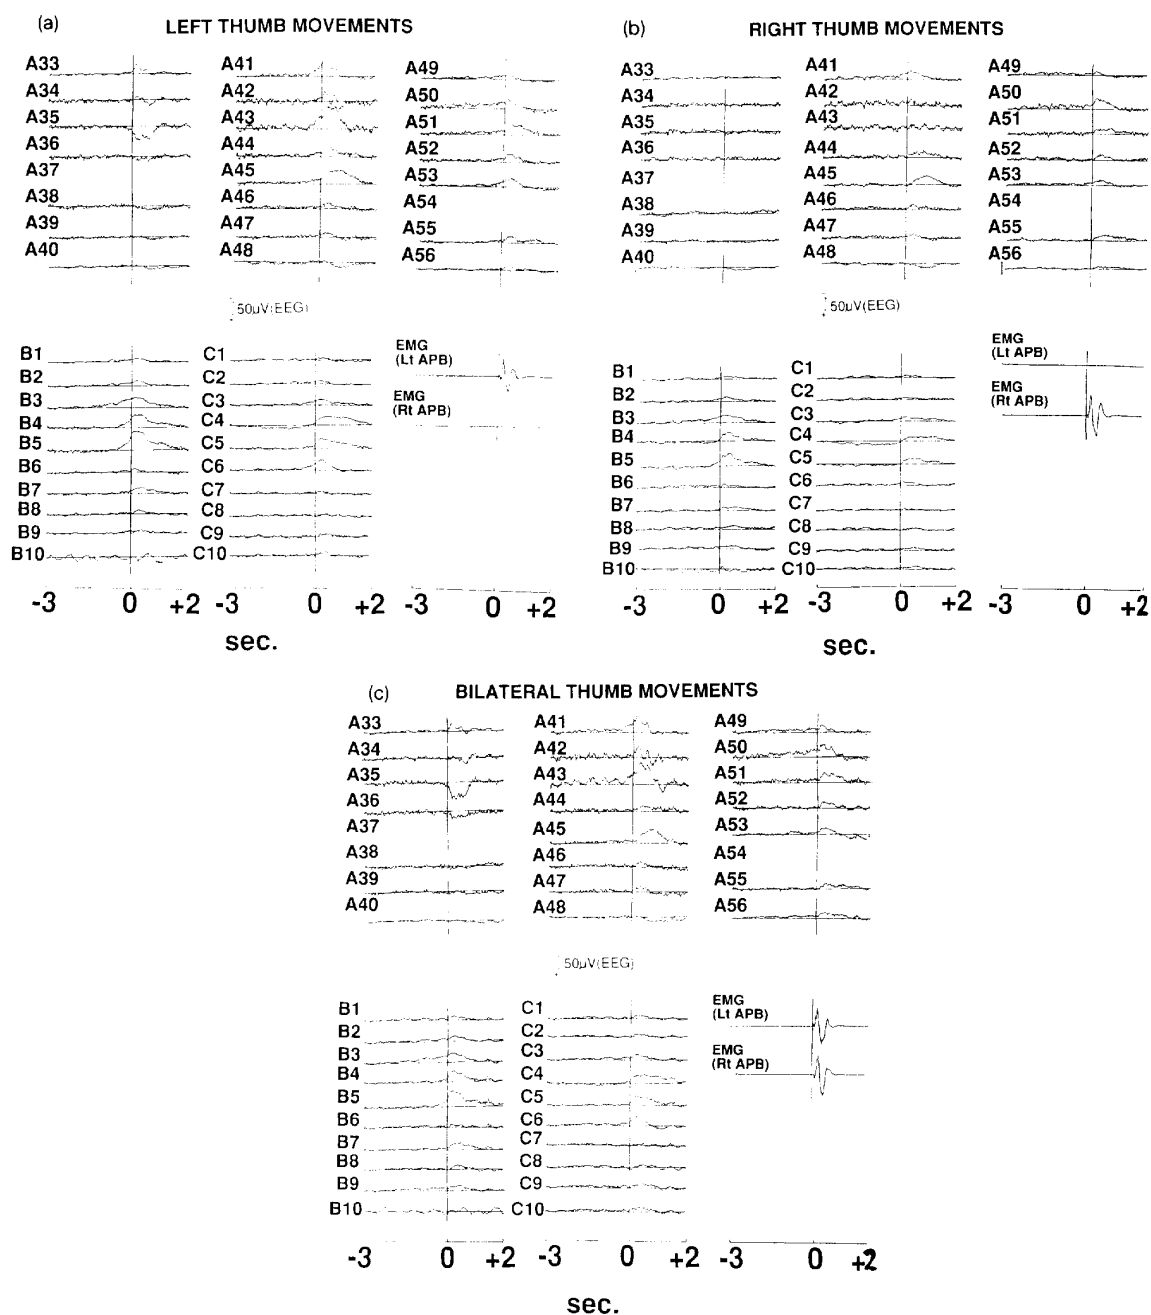 (a)
LEFT THUMB MOVEMENTS
A33
A34
A35
A36
A37
A38
A39
A40
A41
A42
A43
A44
A45
A46
A47
A48
A49
A50
A51
A52
A53
A54
A55
A56
50µV(EEG)
B1
B2
B3
B4
B5
B6
B7
B8
B9
B10
C1
C2
C3
C4
C5
C6
C7
C8
C9
C10
EMG
(Lt APB)
EMG
(Rt APB)
-3 0 +2
-3 0 +2
-3 0 +2
sec.
(b)
RIGHT THUMB MOVEMENTS
A33
A34
A35
A36
A37
A38
A39
A40
A41
A42
A43
A44
A45
A46
A47
A48
A49
A50
A51
A52
A53
A54
A55
A56
50µV(EEG)
B1
B2
B3
B4
B5
B6
B7
B8
B9
B10
C1
C2
C3
C4
C5
C6
C7
C8
C9
C10
EMG
(Lt APB)
EMG
(Rt APB)
-3 0 +2
-3 0 +2
-3 0 +2
sec.
(c)
BILATERAL THUMB MOVEMENTS
A33
A34
A35
A36
A37
A38
A39
A40
A41
A42
A43
A44
A45
A46
A47
A48
A49
A50
A51
A52
A53
A54
A55
A56
50µV(EEG)
B1
B2
B3
B4
B5
B6
B7
B8
B9
B10
C1
C2
C3
C4
C5
C6
C7
C8
C9
C10
EMG
(Lt APB)
EMG
(Rt APB)
-3 0 +2
-3 0 +2
-3 0 +2
sec.